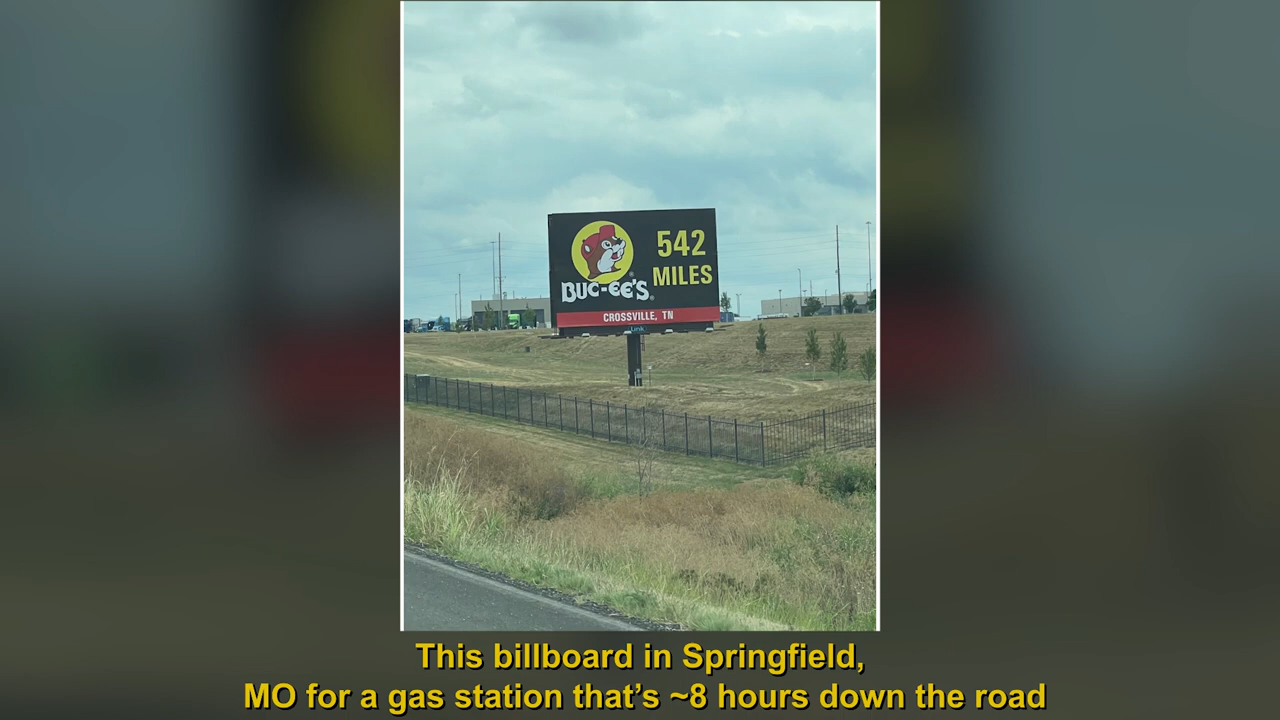 542
MILES
BUC-EE'S
CROSSVILLE, TN
Link
This billboard in Springfield,
MO for a gas station that's ~8 hours down the road